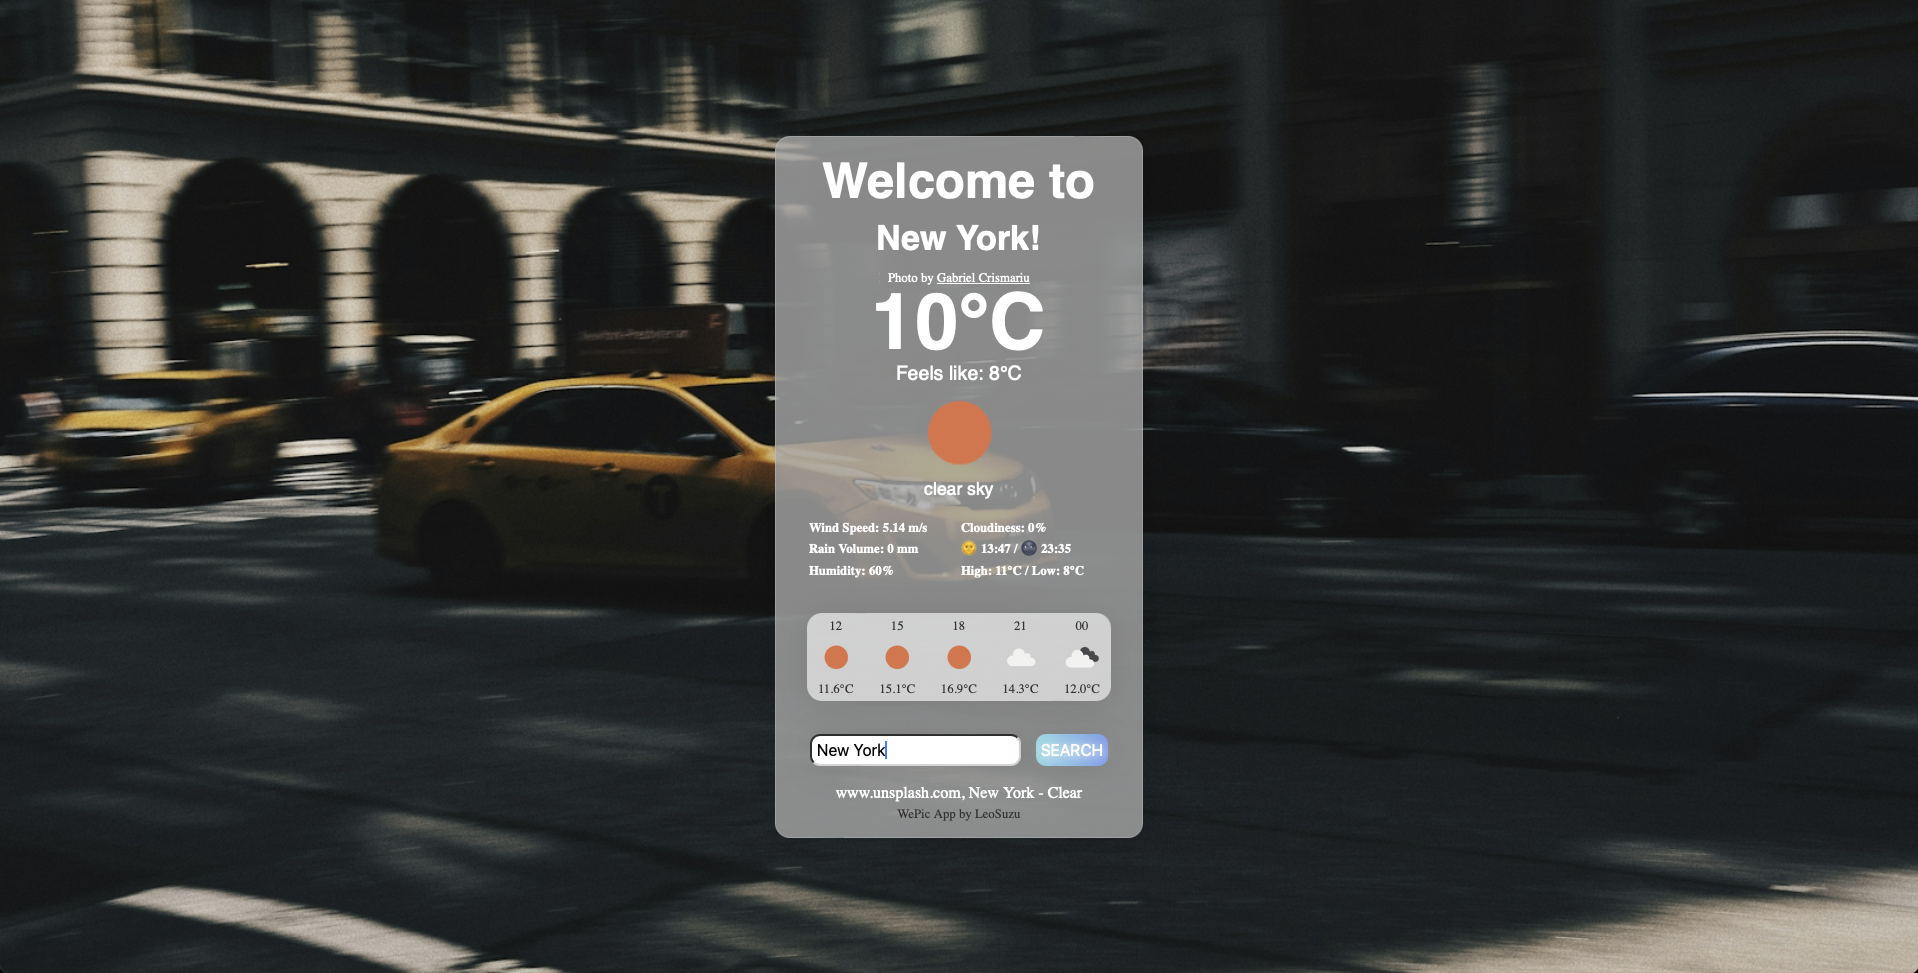 Welcome to
New York!
Photo by Gabriel Crismariu
10°C
Feels like: 8°C
clear sky
Wind Speed: 5.14 m/s
Cloudiness: 0%
Rain Volume: 0 mm
🌞 13:47 / 🌚 23:35
Humidity: 60%
High: 11°C / Low: 8°C
12 15 18 21 00
11.6°C 15.1°C 16.9°C 14.3°C 12.0°C
New York
SEARCH
www.unsplash.com, New York - Clear
WePic App by LeoSuzu